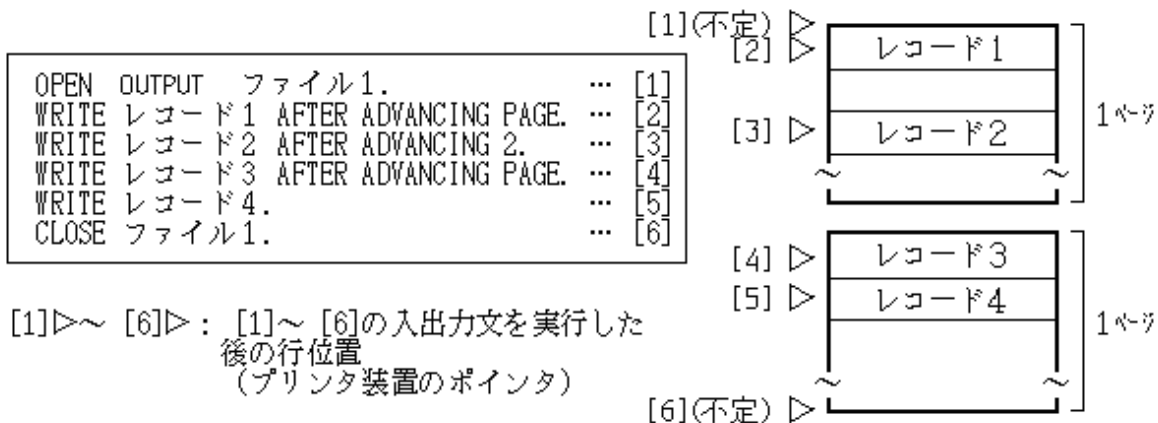 OPEN OUTPUT ファイル1. … [1]
WRITE レコード1 AFTER ADVANCING PAGE. … [2]
WRITE レコード2 AFTER ADVANCING 2. … [3]
WRITE レコード3 AFTER ADVANCING PAGE. … [4]
WRITE レコード4. … [5]
CLOSE ファイル1. … [6]
[1]▷~ [6]▷: [1]~ [6]の入出力文を実行した
後の行位置
(プリンタ装置のポインタ)
[1](不定) ▷
[2] ▷ レコード1
[3] ▷ レコード2
1ページ
[4] ▷ レコード3
[5] ▷ レコード4
1ページ
[6](不定) ▷